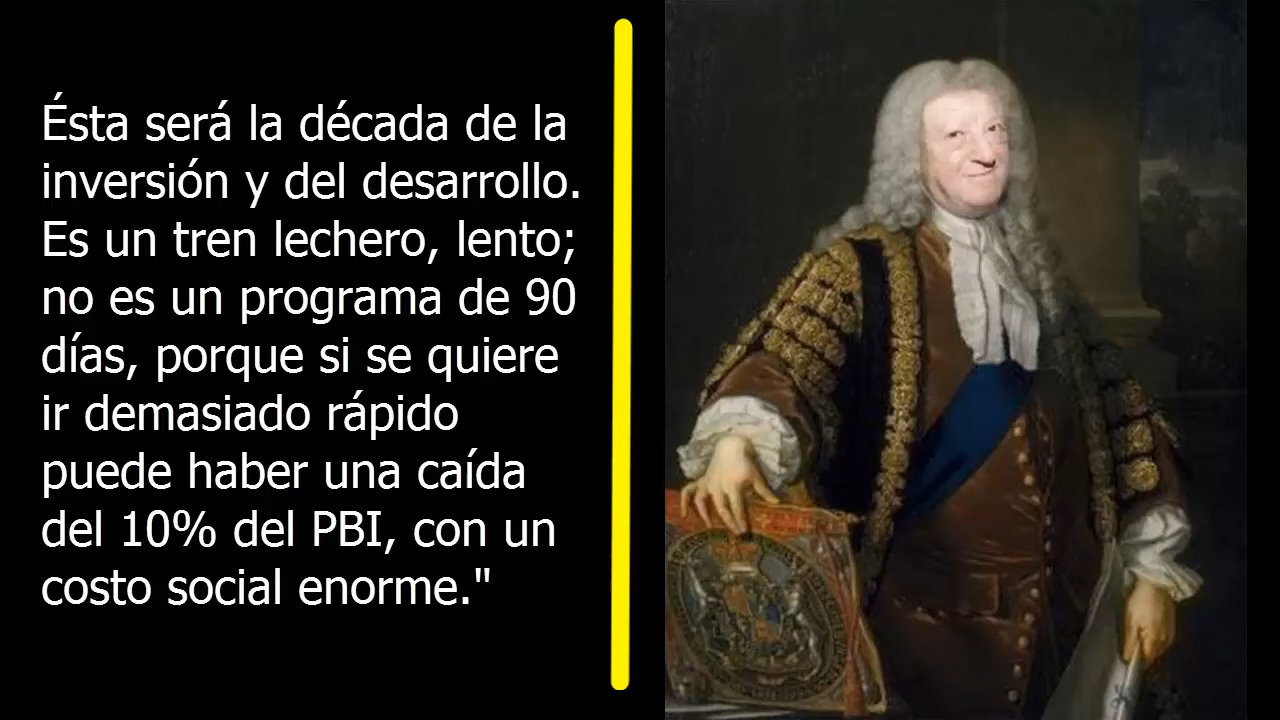 Ésta será la década de la
inversión y del desarrollo.
Es un tren lechero, lento;
no es un programa de 90
días, porque si se quiere
ir demasiado rápido
puede haber una caída
del 10% del PBI, con un
costo social enorme."